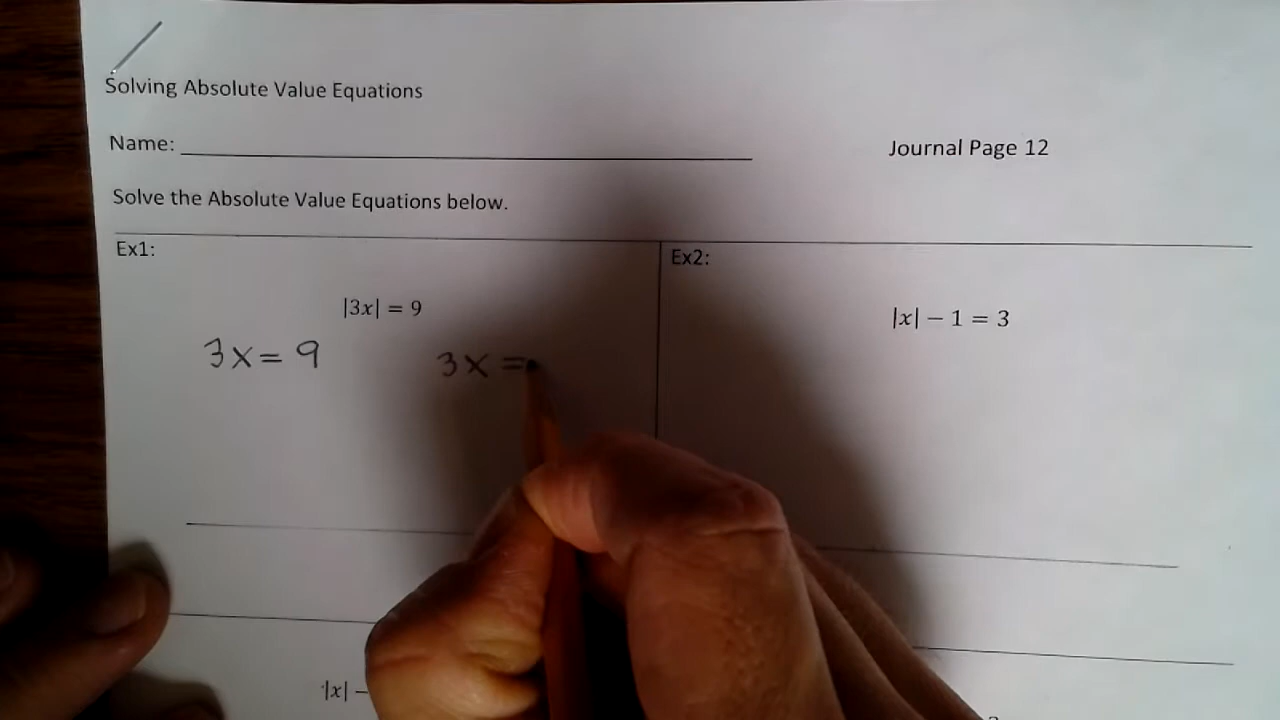 Solving Absolute Value Equations
Name: Journal Page 12
Solve the Absolute Value Equations below.
Ex1:
|3x| = 9
3x = 9 3x =
Ex2:
|x| − 1 = 3
|x| −